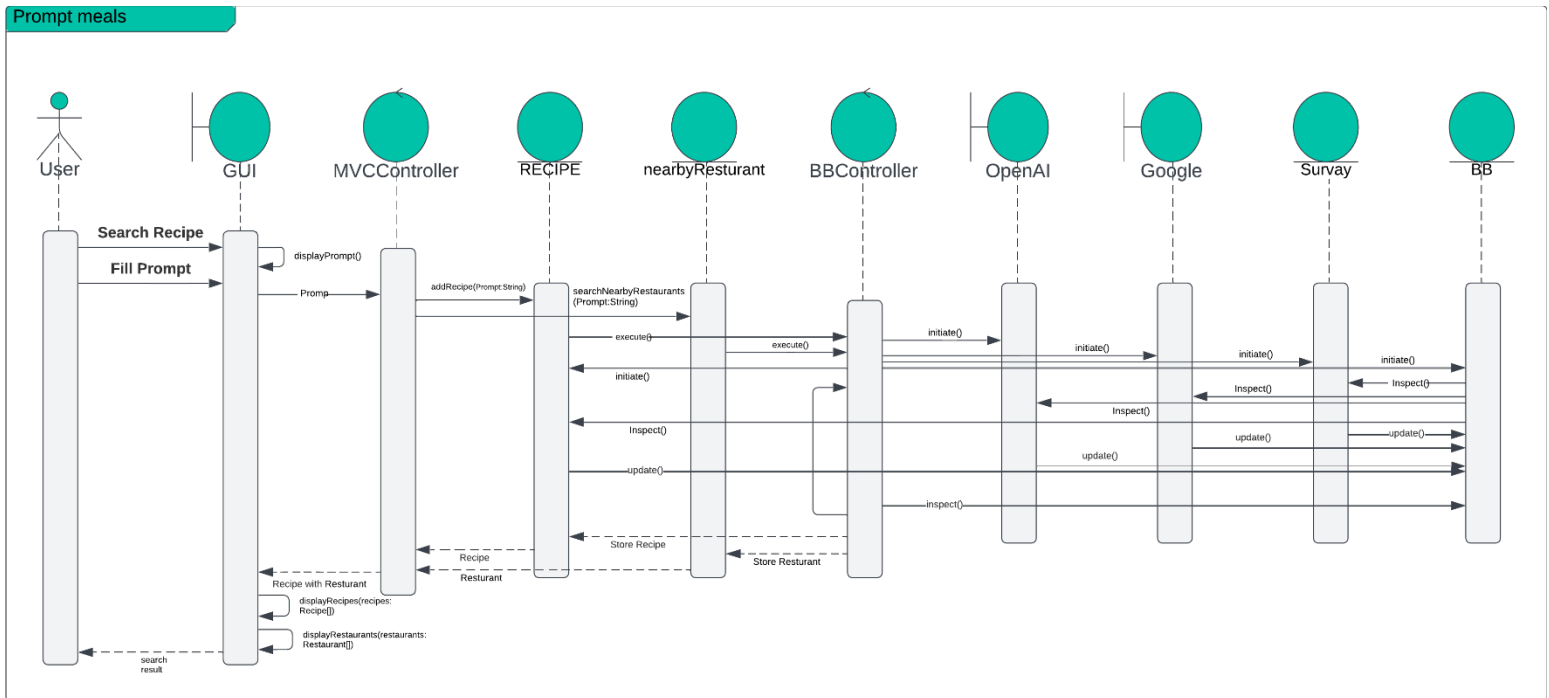 Prompt meals
User
GUI
MVCController
RECIPE
nearbyResturant
BBController
OpenAI
Google
Survay
BB
Search Recipe
displayPrompt()
Fill Prompt
Promp
addRecipe(Prompt:String)
searchNearbyRestaurants
(Prompt:String)
execute()
execute()
initiate()
initiate()
initiate()
initiate()
initiate()
Inspect()
Inspect()
Inspect()
Inspect()
update()
update()
update()
update()
inspect()
Store Recipe
Recipe
Store Resturant
Resturant
Recipe with Resturant
displayRecipes(recipes:
Recipe[])
displayRestaurants(restaurants:
Restaurant[])
search
result